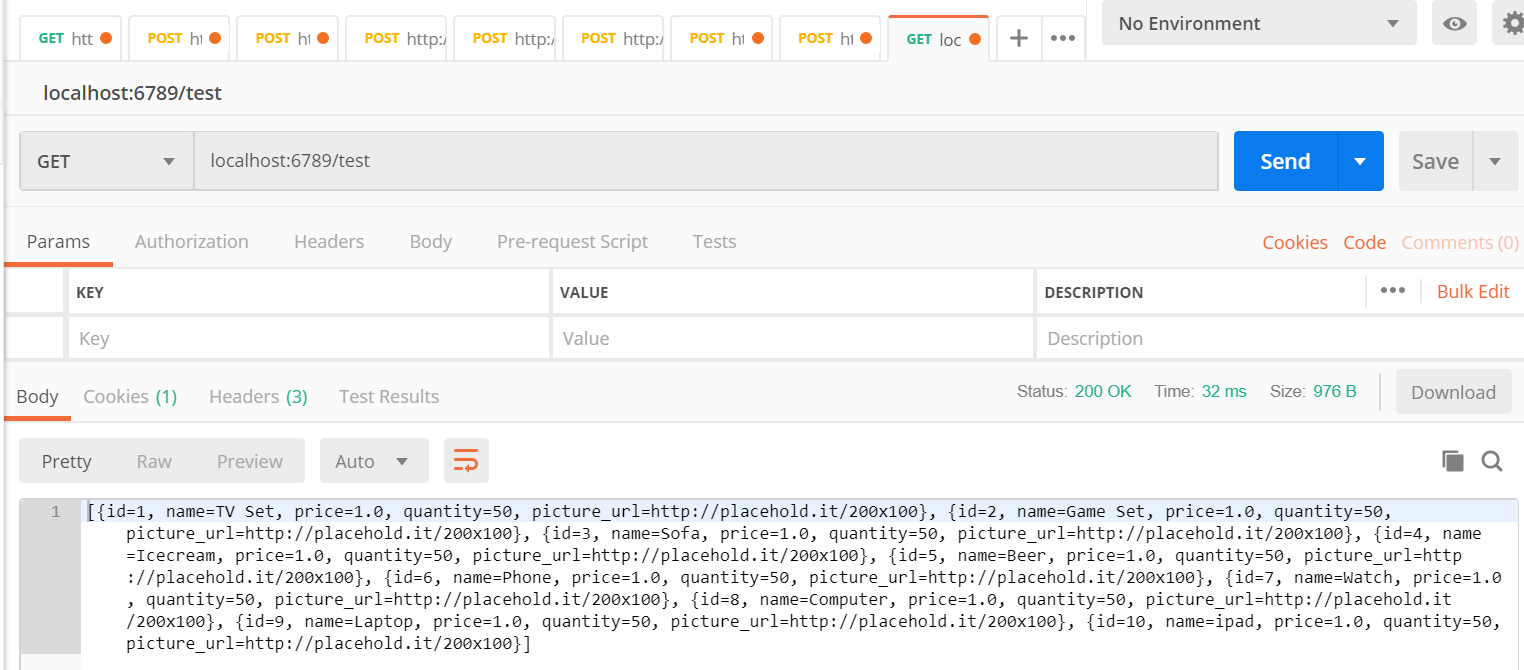 GET htt POST ht POST ht POST http:/ POST http:/ POST http:/ POST ht POST ht GET loc No Environment
localhost:6789/test
GET localhost:6789/test Send Save
Params Authorization Headers Body Pre-request Script Tests Cookies Code Comments (0)
KEY VALUE DESCRIPTION Bulk Edit
Key Value Description
Body Cookies (1) Headers (3) Test Results Status: 200 OK Time: 32 ms Size: 976 B Download
Pretty Raw Preview Auto
1 [{id=1, name=TV Set, price=1.0, quantity=50, picture_url=http://placehold.it/200x100}, {id=2, name=Game Set, price=1.0, quantity=50,
picture_url=http://placehold.it/200x100}, {id=3, name=Sofa, price=1.0, quantity=50, picture_url=http://placehold.it/200x100}, {id=4, name
=Icecream, price=1.0, quantity=50, picture_url=http://placehold.it/200x100}, {id=5, name=Beer, price=1.0, quantity=50, picture_url=http
://placehold.it/200x100}, {id=6, name=Phone, price=1.0, quantity=50, picture_url=http://placehold.it/200x100}, {id=7, name=Watch, price=1.0
, quantity=50, picture_url=http://placehold.it/200x100}, {id=8, name=Computer, price=1.0, quantity=50, picture_url=http://placehold.it
/200x100}, {id=9, name=Laptop, price=1.0, quantity=50, picture_url=http://placehold.it/200x100}, {id=10, name=ipad, price=1.0, quantity=50,
picture_url=http://placehold.it/200x100}]